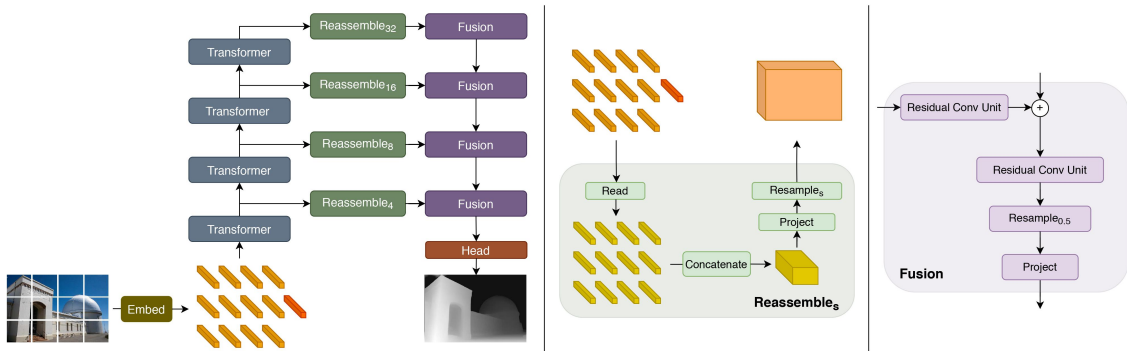 Reassemble₃₂
Fusion
Transformer
Reassemble₁₆
Fusion
Transformer
Reassemble₈
Fusion
Transformer
Reassemble₄
Fusion
Transformer
Head
Embed
Read
Resampleₛ
Project
Concatenate
Reassembleₛ
Residual Conv Unit
+
Residual Conv Unit
Resample₀.₅
Project
Fusion